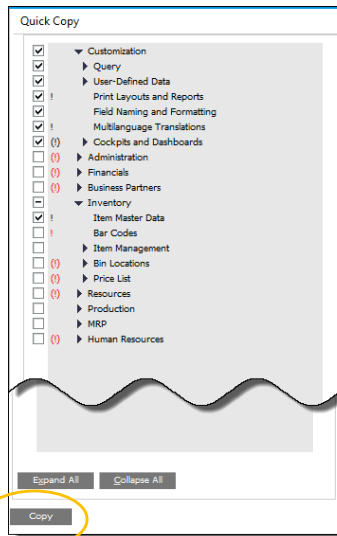 Quick Copy
Customization
Query
User-Defined Data
! Print Layouts and Reports
Field Naming and Formatting
! Multilanguage Translations
(!) Cockpits and Dashboards
(!) Administration
(!) Financials
(!) Business Partners
Inventory
! Item Master Data
! Bar Codes
Item Management
(!) Bin Locations
(!) Price List
(!) Resources
Production
MRP
(!) Human Resources
Expand All Collapse All
Copy